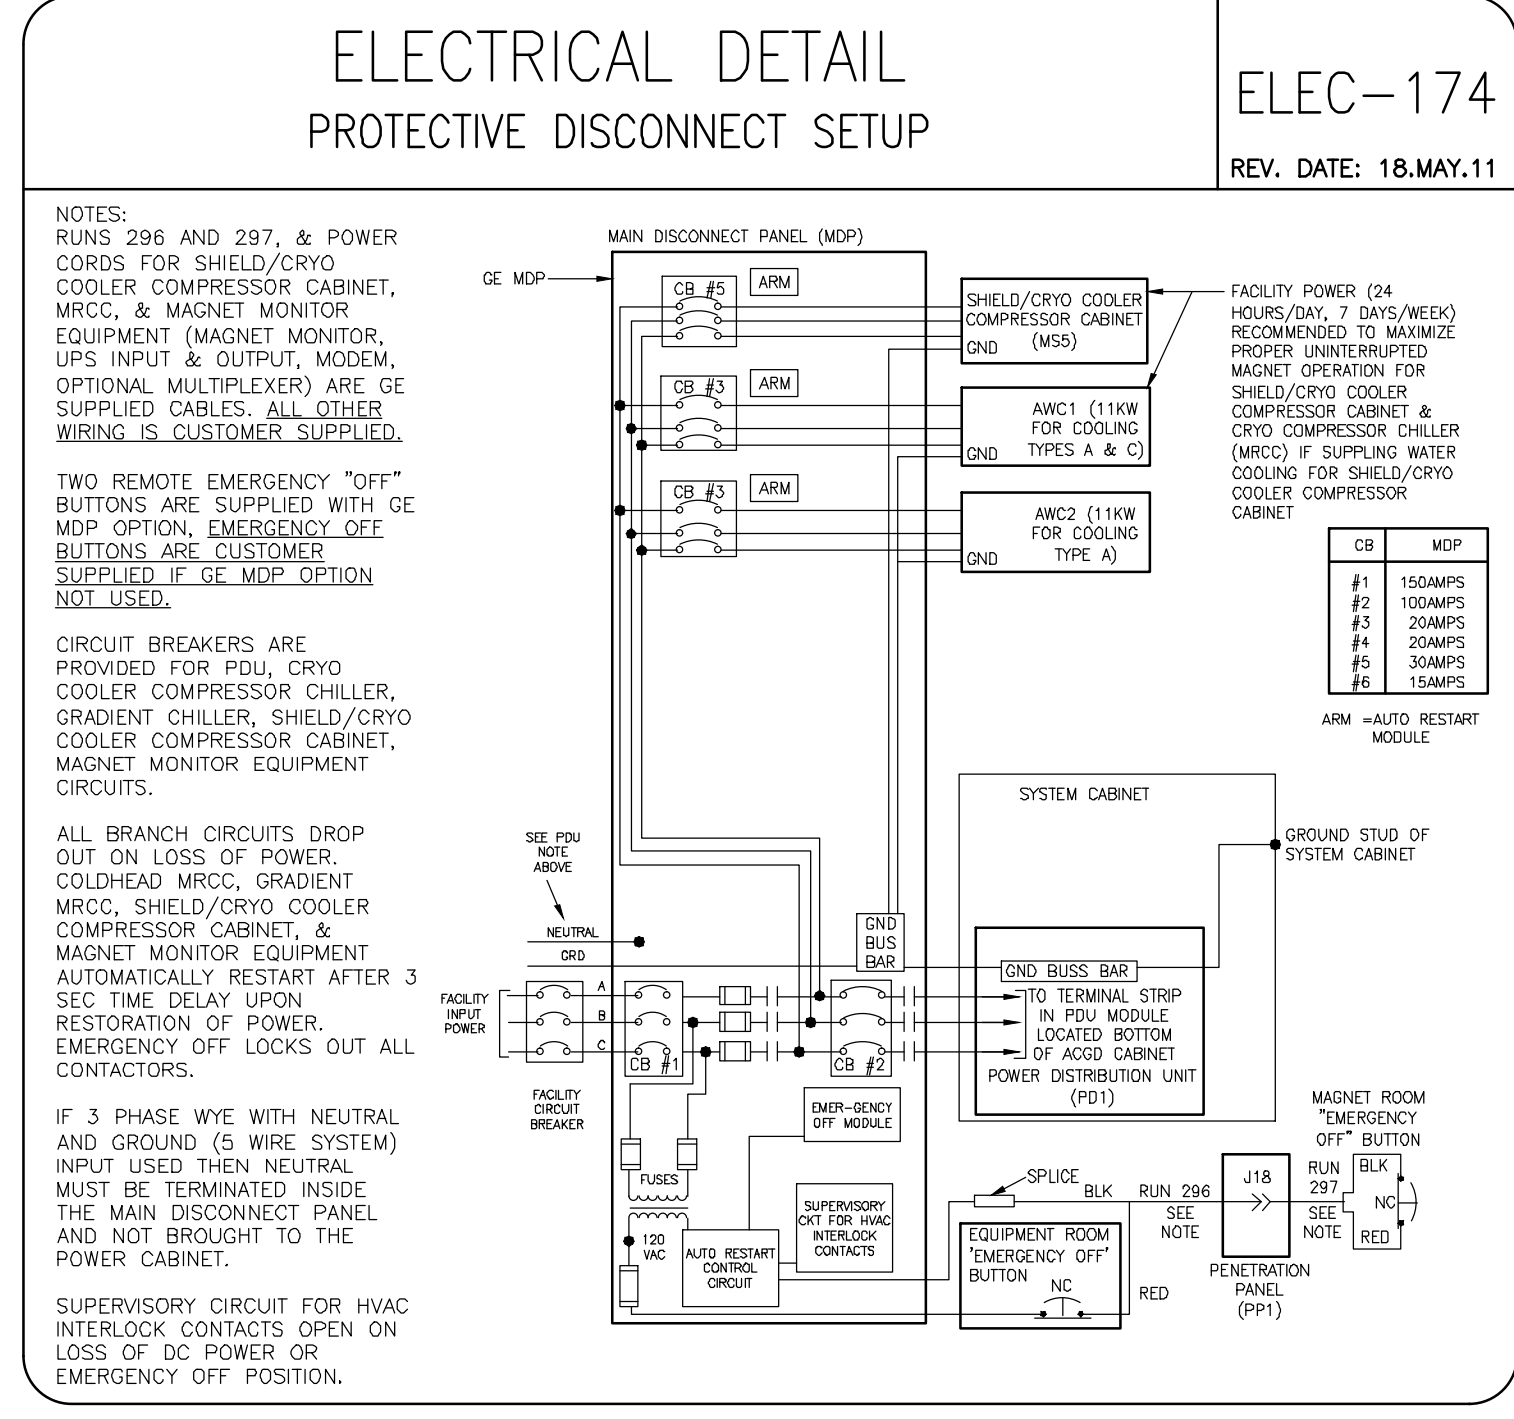 ELECTRICAL DETAIL
PROTECTIVE DISCONNECT SETUP
ELEC-174
REV. DATE: 18.MAY.11
NOTES:
RUNS 296 AND 297, & POWER
CORDS FOR SHIELD/CRYO
COOLER COMPRESSOR CABINET,
MRCC, & MAGNET MONITOR
EQUIPMENT (MAGNET MONITOR,
UPS INPUT & OUTPUT, MODEM,
OPTIONAL MULTIPLEXER) ARE GE
SUPPLIED CABLES. ALL OTHER
WIRING IS CUSTOMER SUPPLIED.
TWO REMOTE EMERGENCY "OFF"
BUTTONS ARE SUPPLIED WITH GE
MDP OPTION, EMERGENCY OFF
BUTTONS ARE CUSTOMER
SUPPLIED IF GE MDP OPTION
NOT USED.
CIRCUIT BREAKERS ARE
PROVIDED FOR PDU, CRYO
COOLER COMPRESSOR CHILLER,
GRADIENT CHILLER, SHIELD/CRYO
COOLER COMPRESSOR CABINET,
MAGNET MONITOR EQUIPMENT
CIRCUITS.
ALL BRANCH CIRCUITS DROP
OUT ON LOSS OF POWER.
COLDHEAD MRCC, GRADIENT
MRCC, SHIELD/CRYO COOLER
COMPRESSOR CABINET, &
MAGNET MONITOR EQUIPMENT
AUTOMATICALLY RESTART AFTER 3
SEC TIME DELAY UPON
RESTORATION OF POWER.
EMERGENCY OFF LOCKS OUT ALL
CONTACTORS.
IF 3 PHASE WYE WITH NEUTRAL
AND GROUND (5 WIRE SYSTEM)
INPUT USED THEN NEUTRAL
MUST BE TERMINATED INSIDE
THE MAIN DISCONNECT PANEL
AND NOT BROUGHT TO THE
POWER CABINET.
SUPERVISORY CIRCUIT FOR HVAC
INTERLOCK CONTACTS OPEN ON
LOSS OF DC POWER OR
EMERGENCY OFF POSITION.
MAIN DISCONNECT PANEL (MDP)
GE MDP
CB #5
ARM
CB #3
ARM
CB #3
ARM
SHIELD/CRYO COOLER
COMPRESSOR CABINET
(MS5)
GND
AWC1 (11KW
FOR COOLING
TYPES A & C)
GND
AWC2 (11KW
FOR COOLING
TYPE A)
GND
FACILITY POWER (24
HOURS/DAY, 7 DAYS/WEEK)
RECOMMENDED TO MAXIMIZE
PROPER UNINTERRUPTED
MAGNET OPERATION FOR
SHIELD/CRYO COOLER
COMPRESSOR CABINET &
CRYO COMPRESSOR CHILLER
(MRCC) IF SUPPLING WATER
COOLING FOR SHIELD/CRYO
COOLER COMPRESSOR
CABINET
CB MDP
#1 150AMPS
#2 100AMPS
#3 20AMPS
#4 20AMPS
#5 30AMPS
#6 15AMPS
ARM =AUTO RESTART
MODULE
SYSTEM CABINET
GROUND STUD OF
SYSTEM CABINET
SEE PDU
NOTE
ABOVE
NEUTRAL
GRD
GND
BUS
BAR
GND BUSS BAR
FACILITY
INPUT
POWER
A
B
C
CB #1
CB #2
TO TERMINAL STRIP
IN PDU MODULE
LOCATED BOTTOM
OF ACGD CABINET
POWER DISTRIBUTION UNIT
(PD1)
FACILITY
CIRCUIT
BREAKER
EMER-GENCY
OFF MODULE
FUSES
120
VAC
AUTO RESTART
CONTROL
CIRCUIT
SUPERVISORY
CKT FOR HVAC
INTERLOCK
CONTACTS
SPLICE
BLK
EQUIPMENT ROOM
'EMERGENCY OFF'
BUTTON
NC
RED
RUN 296
SEE
NOTE
J18
PENETRATION
PANEL
(PP1)
RUN
297
SEE
NOTE
MAGNET ROOM
"EMERGENCY
OFF" BUTTON
BLK
NC
RED